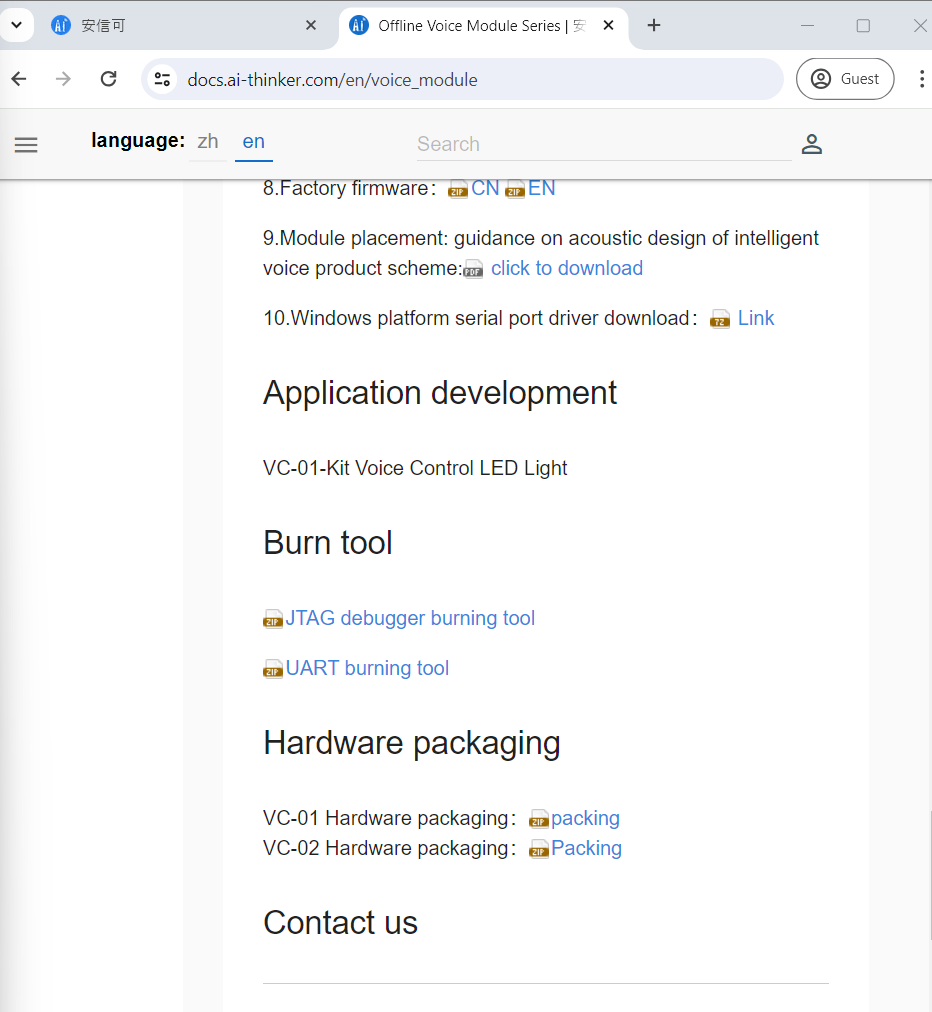 安信可
Offline Voice Module Series | 安
docs.ai-thinker.com/en/voice_module
Guest
language: zh en
Search
8.Factory firmware： CN EN
9.Module placement: guidance on acoustic design of intelligent
voice product scheme: click to download
10.Windows platform serial port driver download： Link
Application development
VC-01-Kit Voice Control LED Light
Burn tool
JTAG debugger burning tool
UART burning tool
Hardware packaging
VC-01 Hardware packaging： packing
VC-02 Hardware packaging： Packing
Contact us